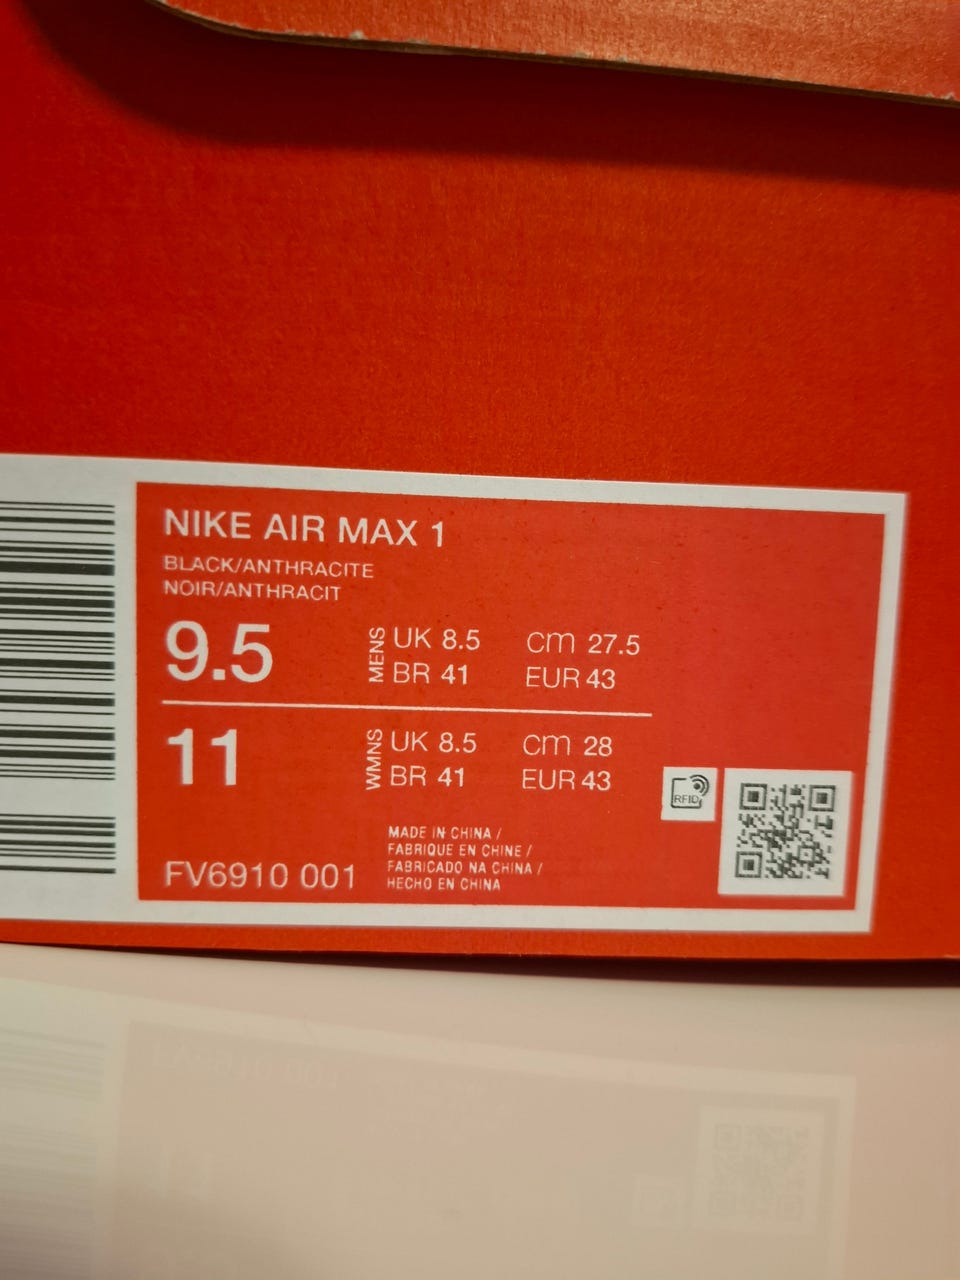 NIKE AIR MAX 1
BLACK/ANTHRACITE
NOIR/ANTHRACIT
9.5
MENS
UK 8.5 cm 27.5
BR 41 EUR 43
11
WMNS
UK 8.5 cm 28
BR 41 EUR 43
RFID
FV6910 001
MADE IN CHINA /
FABRIQUE EN CHINE /
FABRICADO NA CHINA /
HECHO EN CHINA